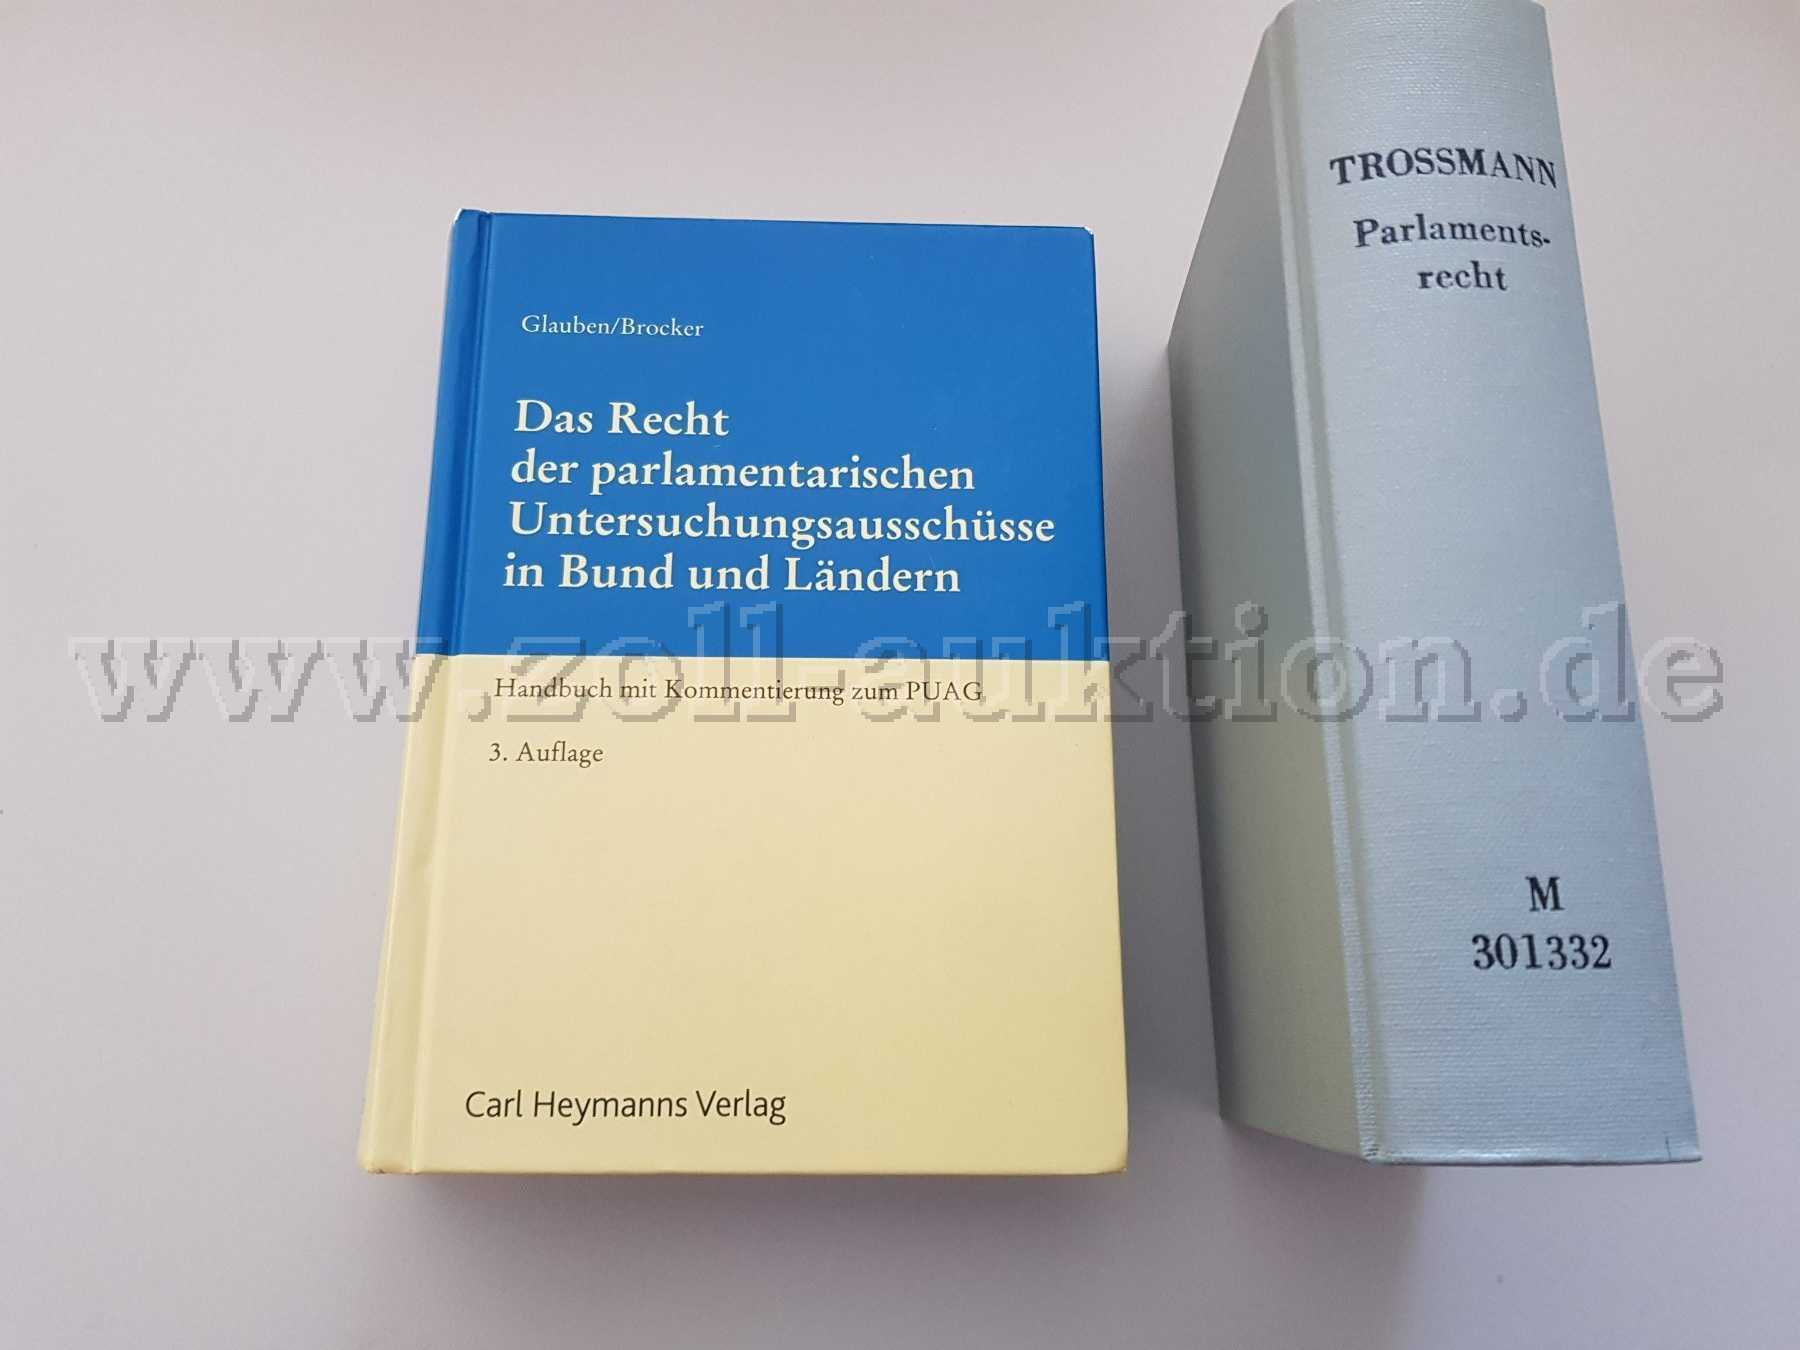 Glauben/Brocker
Das Recht
der parlamentarischen
Untersuchungsausschüsse
in Bund und Ländern
Handbuch mit Kommentierung zum PUAG
3. Auflage
Carl Heymanns Verlag
TROSSMANN
Parlaments-
recht
M
301332
www.zoll-auktion.de